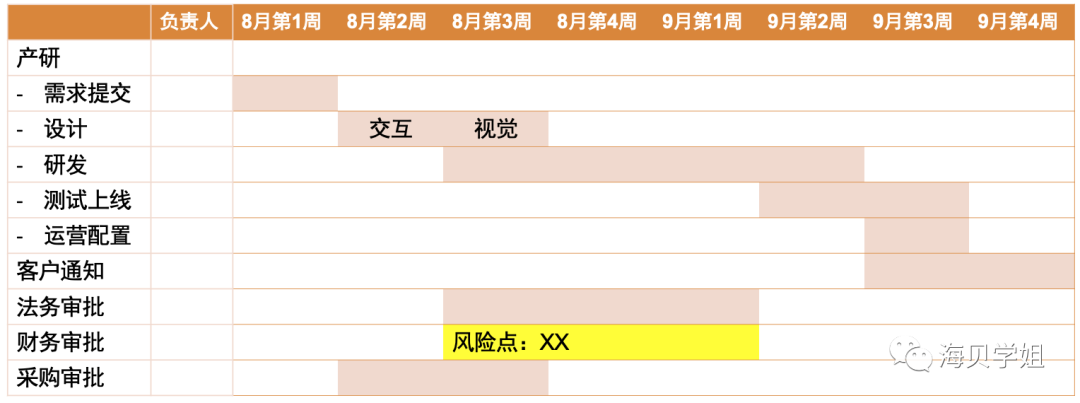 负责人 8月第1周 8月第2周 8月第3周 8月第4周 9月第1周 9月第2周 9月第3周 9月第4周
产研
- 需求提交
- 设计 交互 视觉
- 研发
- 测试上线
- 运营配置
客户通知
法务审批
财务审批 风险点：XX
采购审批
海贝学姐